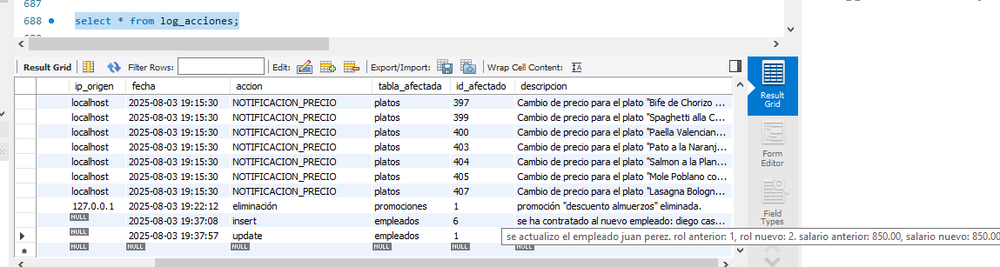 687
688 select * from log_acciones;
Result Grid Filter Rows: Edit: Export/Import: Wrap Cell Content:
ip_origen fecha accion tabla_afectada id_afectado descripcion
localhost 2025-08-03 19:15:30 NOTIFICACION_PRECIO platos 397 Cambio de precio para el plato "Bife de Chorizo ...
localhost 2025-08-03 19:15:30 NOTIFICACION_PRECIO platos 399 Cambio de precio para el plato "Spaghetti alla C...
localhost 2025-08-03 19:15:30 NOTIFICACION_PRECIO platos 400 Cambio de precio para el plato "Paella Valencian...
localhost 2025-08-03 19:15:30 NOTIFICACION_PRECIO platos 403 Cambio de precio para el plato "Pato a la Naranj...
localhost 2025-08-03 19:15:30 NOTIFICACION_PRECIO platos 404 Cambio de precio para el plato "Salmon a la Plan...
localhost 2025-08-03 19:15:30 NOTIFICACION_PRECIO platos 405 Cambio de precio para el plato "Mole Poblano co...
localhost 2025-08-03 19:15:30 NOTIFICACION_PRECIO platos 407 Cambio de precio para el plato "Lasagna Bologn...
127.0.0.1 2025-08-03 19:22:12 eliminación promociones 1 promoción "descuento almuerzos" eliminada.
NULL 2025-08-03 19:37:08 insert empleados 6 se ha contratado al nuevo empleado: diego cas...
NULL 2025-08-03 19:37:57 update empleados 1
se actualizo el empleado juan perez. rol anterior: 1, rol nuevo: 2. salario anterior: 850.00, salario nuevo: 850.00
NULL NULL NULL NULL NULL NULL
Result
Grid
Form
Editor
Field
Types